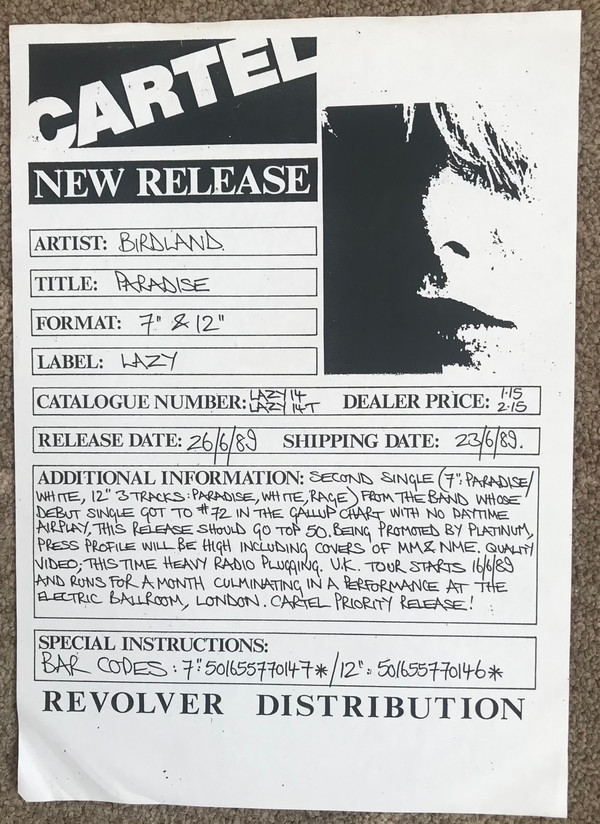 CARTEL
NEW RELEASE
ARTIST: BIRDLAND
TITLE: PARADISE
FORMAT: 7" & 12"
LABEL: LAZY
CATALOGUE NUMBER: LAZY 14 DEALER PRICE: 1.15
LAZY 14T 2.15
RELEASE DATE: 26/6/89 SHIPPING DATE: 23/6/89.
ADDITIONAL INFORMATION: SECOND SINGLE (7": PARADISE/
WHITE, 12" 3 TRACKS: PARADISE, WHITE, RAGE) FROM THE BAND WHOSE
DEBUT SINGLE GOT TO #72 IN THE GALLUP CHART WITH NO DAYTIME
AIRPLAY, THIS RELEASE SHOULD GO TOP 50. BEING PROMOTED BY PLATINUM,
PRESS PROFILE WILL BE HIGH INCLUDING COVERS OF MM & NME. QUALITY
VIDEO; THIS TIME HEAVY RADIO PLUGGING. U.K. TOUR STARTS 16/6/89
AND RUNS FOR A MONTH CULMINATING IN A PERFORMANCE AT THE
ELECTRIC BALLROOM, LONDON. CARTEL PRIORITY RELEASE!
SPECIAL INSTRUCTIONS:
BAR CODES: 7": 501655770147* / 12": 501655770146*
REVOLVER DISTRIBUTION